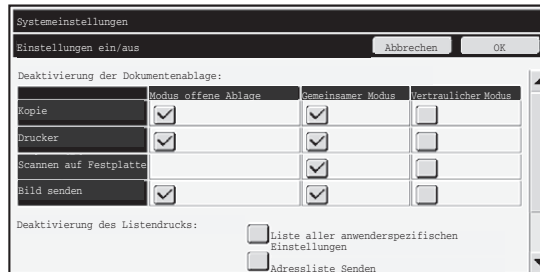 Systemeinstellungen
Einstellungen ein/aus Abbrechen OK
Deaktivierung der Dokumentenablage:
Modus offene Ablage Gemeinsamer Modus Vertraulicher Modus
Kopie
Drucker
Scannen auf Festplatte
Bild senden
Deaktivierung des Listendrucks:
Liste aller anwenderspezifischen
Einstellungen
Adressliste Senden